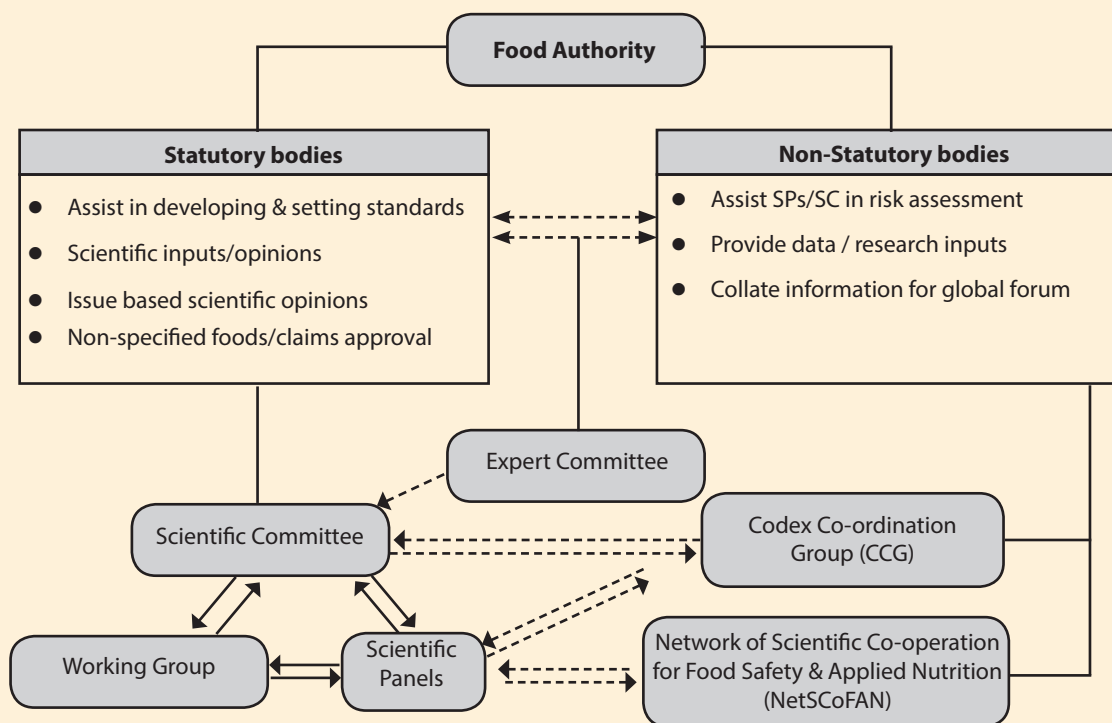 Food Authority
Statutory bodies
● Assist in developing & setting standards
● Scientific inputs/opinions
● Issue based scientific opinions
● Non-specified foods/claims approval
Non-Statutory bodies
● Assist SPs/SC in risk assessment
● Provide data / research inputs
● Collate information for global forum
Expert Committee
Scientific Committee
Codex Co-ordination
Group (CCG)
Working Group
Scientific
Panels
Network of Scientific Co-operation
for Food Safety & Applied Nutrition
(NetSCoFAN)